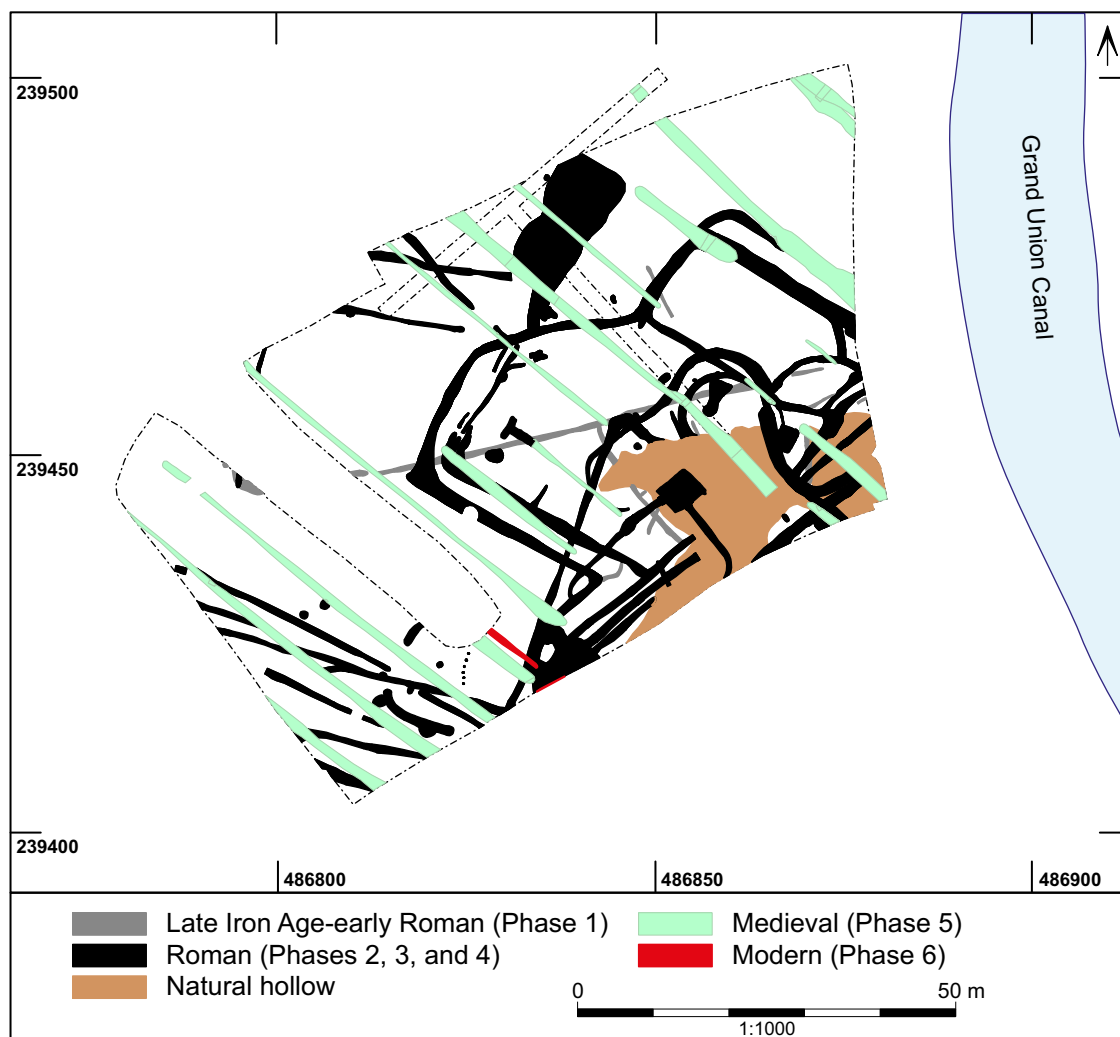 239500
Grand Union Canal
239450
239400
486800
486850
486900
Late Iron Age-early Roman (Phase 1)
Roman (Phases 2, 3, and 4)
Natural hollow
Medieval (Phase 5)
Modern (Phase 6)
0
50 m
1:1000